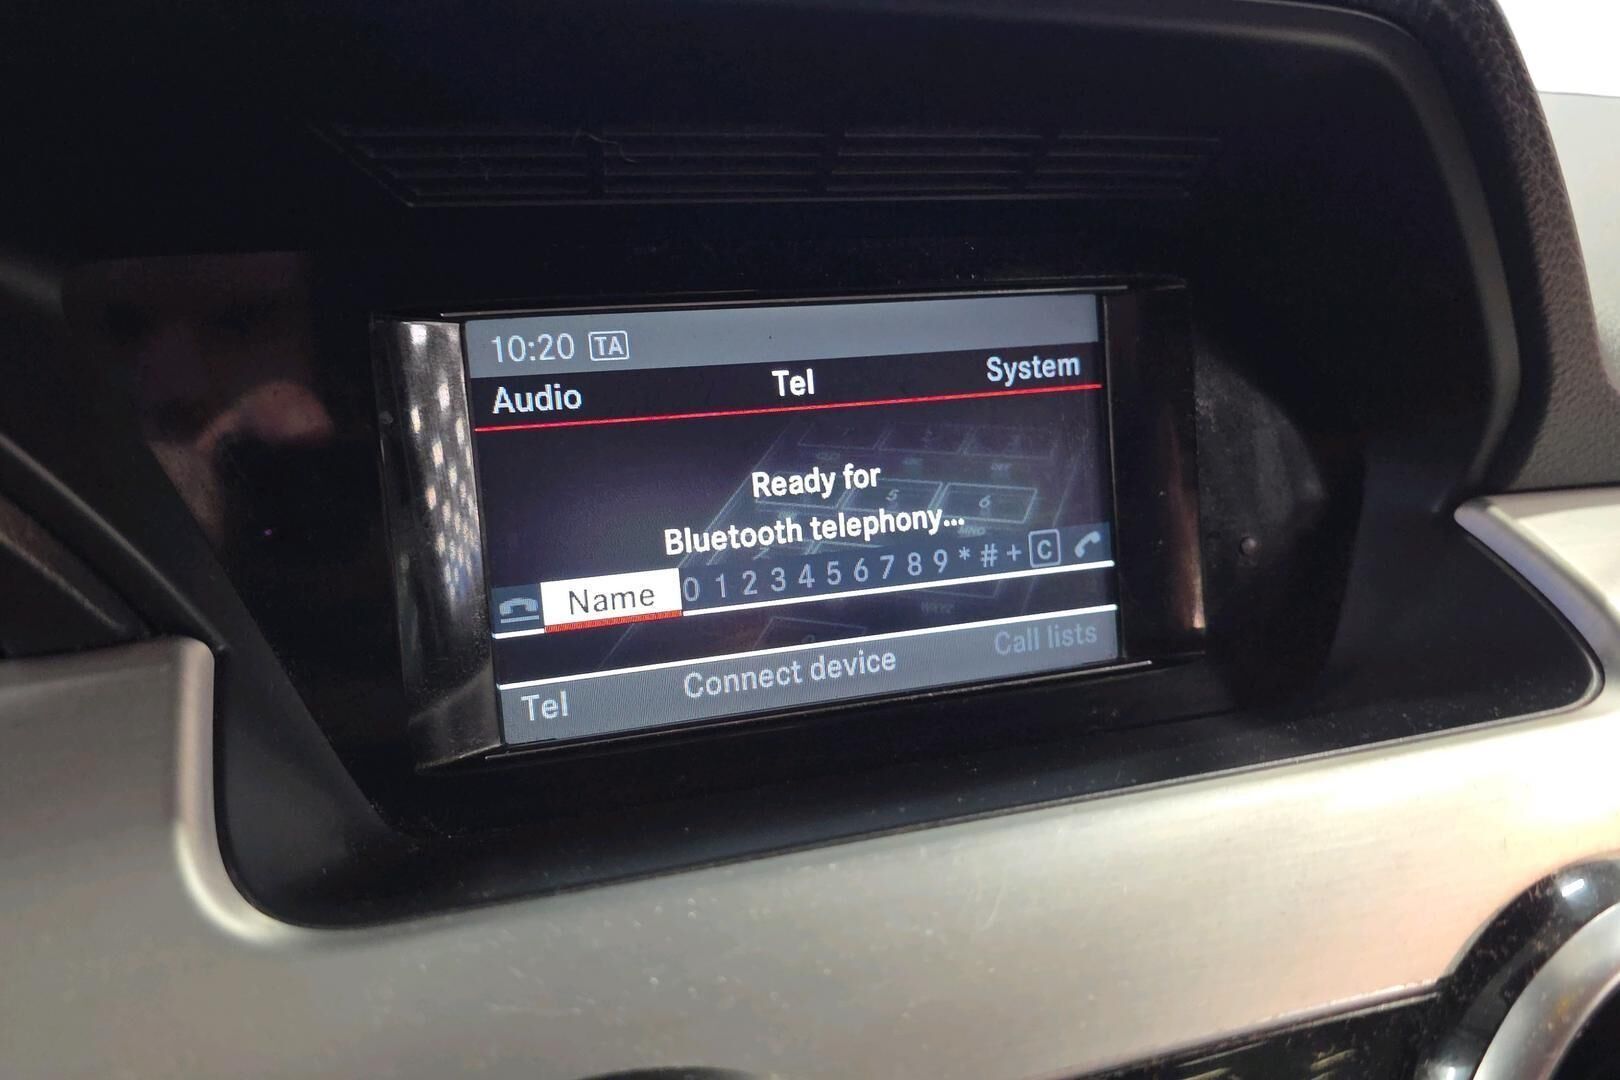 10:20 TA
Audio Tel System
Ready for
Bluetooth telephony...
Name 0 1 2 3 4 5 6 7 8 9 * # + C
Tel Connect device Call lists